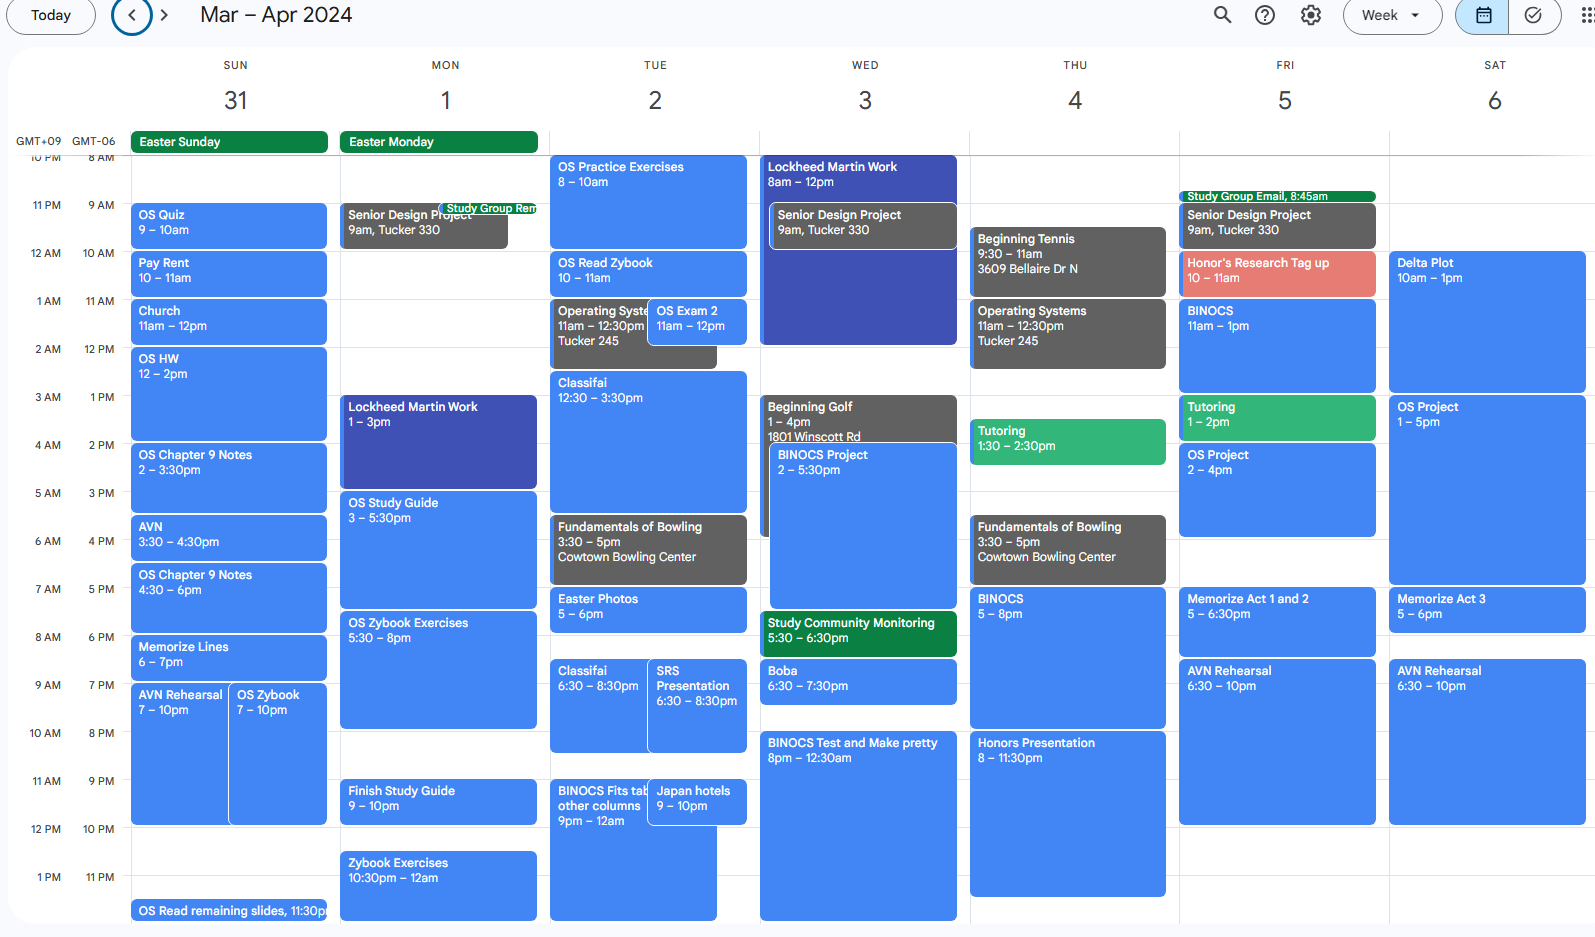 Today
Mar – Apr 2024
Week
SUN
MON
TUE
WED
THU
FRI
SAT
31
1
2
3
4
5
6
GMT+09
GMT-06
Easter Sunday
Easter Monday
10 PM
8 AM
11 PM
9 AM
12 AM
10 AM
1 AM
11 AM
2 AM
12 PM
3 AM
1 PM
4 AM
2 PM
5 AM
3 PM
6 AM
4 PM
7 AM
5 PM
8 AM
6 PM
9 AM
7 PM
10 AM
8 PM
11 AM
9 PM
12 PM
10 PM
1 PM
11 PM
OS Quiz
9 – 10am
Pay Rent
10 – 11am
Church
11am – 12pm
OS HW
12 – 2pm
OS Chapter 9 Notes
2 – 3:30pm
AVN
3:30 – 4:30pm
OS Chapter 9 Notes
4:30 – 6pm
Memorize Lines
6 – 7pm
AVN Rehearsal
7 – 10pm
OS Zybook
7 – 10pm
OS Read remaining slides, 11:30p
Senior Design Project
9am, Tucker 330
Study Group Rem
Lockheed Martin Work
1 – 3pm
OS Study Guide
3 – 5:30pm
OS Zybook Exercises
5:30 – 8pm
Finish Study Guide
9 – 10pm
Zybook Exercises
10:30pm – 12am
OS Practice Exercises
8 – 10am
OS Read Zybook
10 – 11am
Operating Syste
11am – 12:30pm
Tucker 245
OS Exam 2
11am – 12pm
Classifai
12:30 – 3:30pm
Fundamentals of Bowling
3:30 – 5pm
Cowtown Bowling Center
Easter Photos
5 – 6pm
Classifai
6:30 – 8:30pm
SRS
Presentation
6:30 – 8:30pm
BINOCS Fits tab
other columns
9pm – 12am
Japan hotels
9 – 10pm
Lockheed Martin Work
8am – 12pm
Senior Design Project
9am, Tucker 330
Beginning Golf
1 – 4pm
1801 Winscott Rd
BINOCS Project
2 – 5:30pm
Study Community Monitoring
5:30 – 6:30pm
Boba
6:30 – 7:30pm
BINOCS Test and Make pretty
8pm – 12:30am
Beginning Tennis
9:30 – 11am
3609 Bellaire Dr N
Operating Systems
11am – 12:30pm
Tucker 245
Tutoring
1:30 – 2:30pm
Fundamentals of Bowling
3:30 – 5pm
Cowtown Bowling Center
BINOCS
5 – 8pm
Honors Presentation
8 – 11:30pm
Study Group Email, 8:45am
Senior Design Project
9am, Tucker 330
Honor's Research Tag up
10 – 11am
BINOCS
11am – 1pm
Tutoring
1 – 2pm
OS Project
2 – 4pm
Memorize Act 1 and 2
5 – 6:30pm
AVN Rehearsal
6:30 – 10pm
Delta Plot
10am – 1pm
OS Project
1 – 5pm
Memorize Act 3
5 – 6pm
AVN Rehearsal
6:30 – 10pm